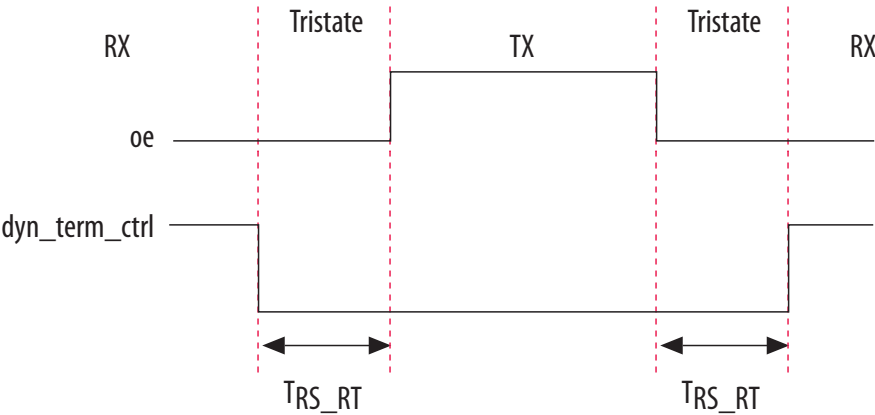 Tristate
Tristate
RX
TX
RX
oe
dyn_term_ctrl
TRS_RT
TRS_RT